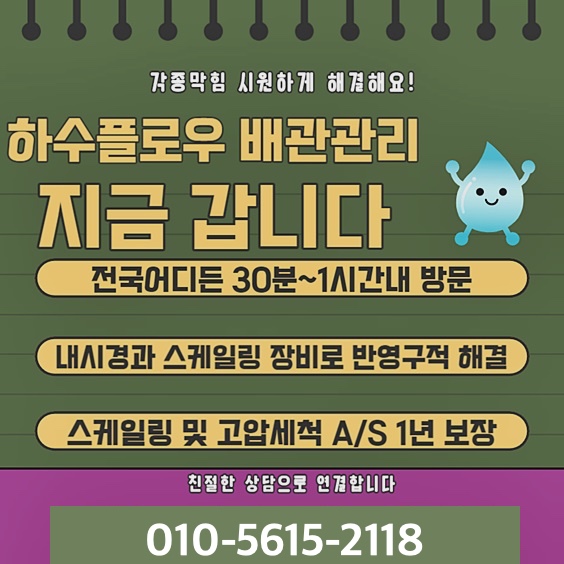 각종막힘 시원하게 해결해요!
하수플로우 배관관리
지금 갑니다
전국어디든 30분~1시간내 방문
내시경과 스케일링 장비로 반영구적 해결
스케일링 및 고압세척 A/S 1년 보장
친절한 상담으로 연결합니다
010-5615-2118